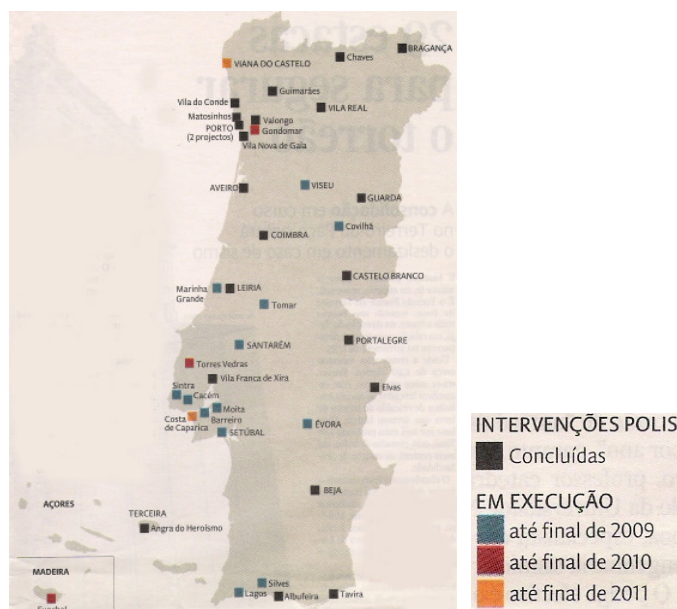 BRAGANÇA
Chaves
VIANA DO CASTELO
Guimarães
Vila do Conde
VILA REAL
Matosinhos
Valongo
PORTO
(2 projectos)
Gondomar
Vila Nova de Gaia
VISEU
AVEIRO
GUARDA
Covilhã
COIMBRA
CASTELO BRANCO
Marinha
Grande
LEIRIA
Tomar
SANTARÉM
PORTALEGRE
Torres Vedras
Vila Franca de Xira
Sintra
Elvas
Cacém
Moita
Costa
de Caparica
Barreiro
ÉVORA
SETÚBAL
BEJA
AÇORES
TERCEIRA
Angra do Heroísmo
MADEIRA
Silves
Lagos
Albufeira
Tavira
INTERVENÇÕES POLIS
Concluídas
EM EXECUÇÃO
até final de 2009
até final de 2010
até final de 2011